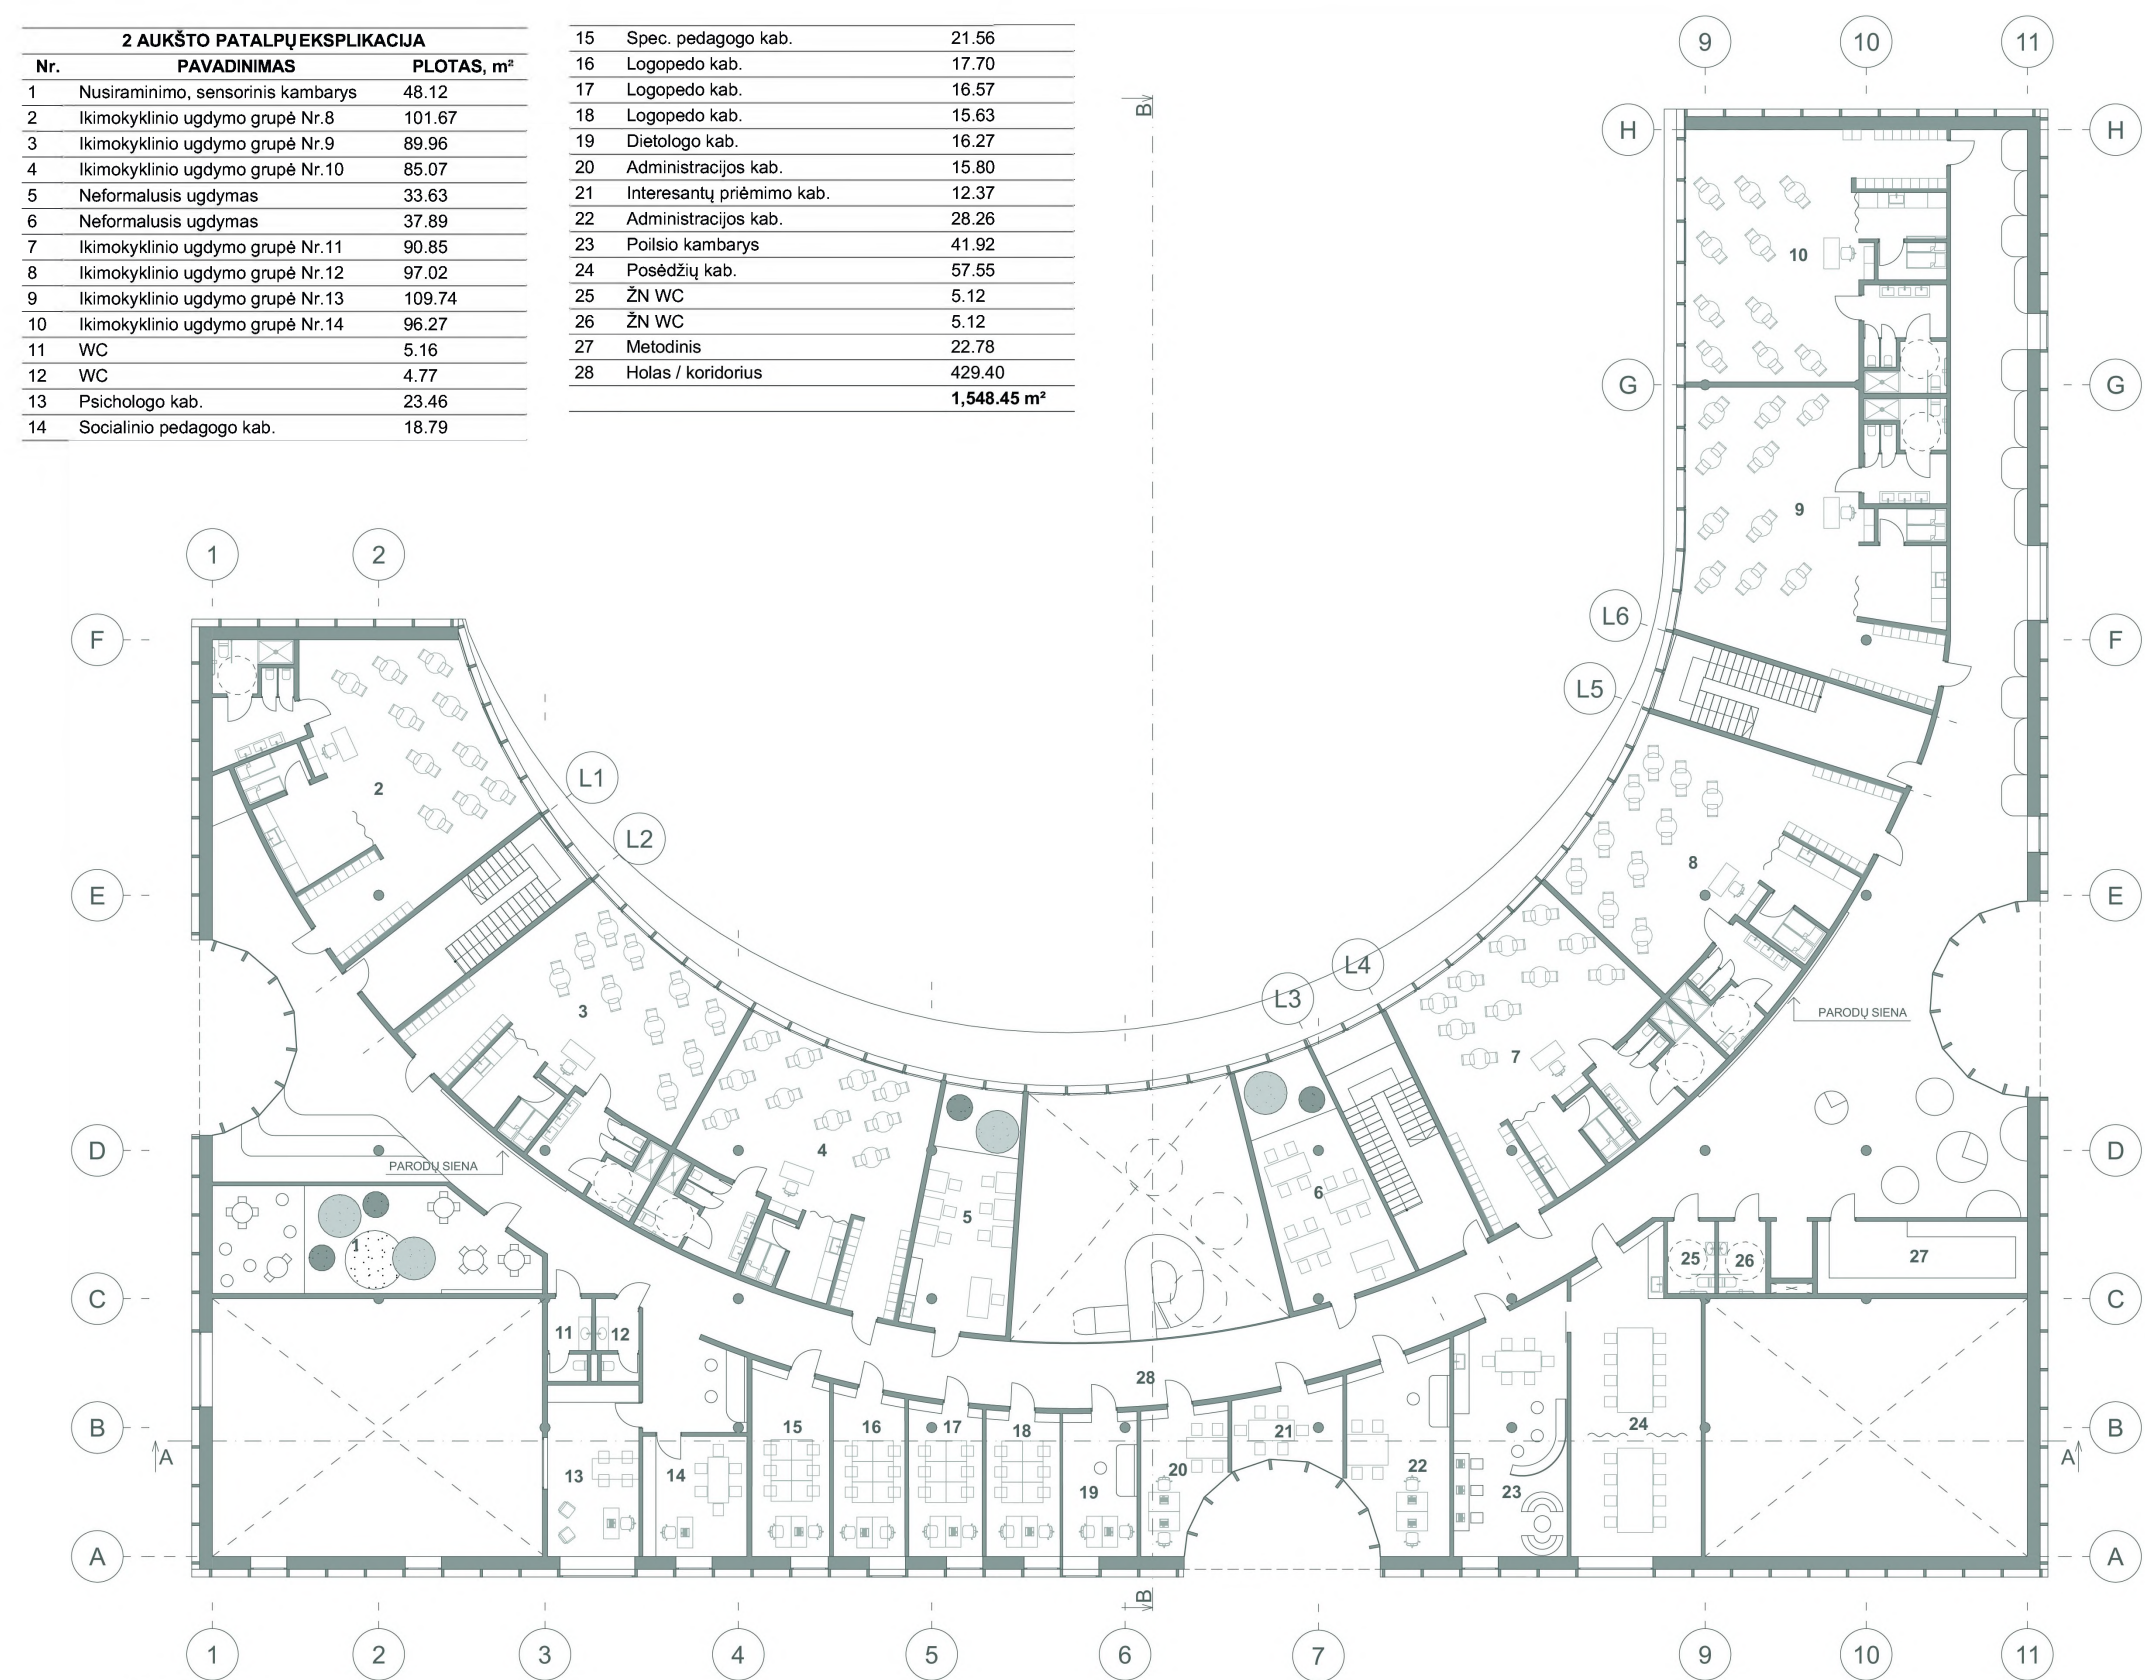 2 AUKŠTO PATALPŲ EKSPLIKACIJA
Nr. PAVADINIMAS PLOTAS, m²
1 Nusiraminimo, sensorinis kambarys 48.12
2 Ikimokyklinio ugdymo grupė Nr.8 101.67
3 Ikimokyklinio ugdymo grupė Nr.9 89.96
4 Ikimokyklinio ugdymo grupė Nr.10 85.07
5 Neformalusis ugdymas 33.63
6 Neformalusis ugdymas 37.89
7 Ikimokyklinio ugdymo grupė Nr.11 90.85
8 Ikimokyklinio ugdymo grupė Nr.12 97.02
9 Ikimokyklinio ugdymo grupė Nr.13 109.74
10 Ikimokyklinio ugdymo grupė Nr.14 96.27
11 WC 5.16
12 WC 4.77
13 Psichologo kab. 23.46
14 Socialinio pedagogo kab. 18.79
15 Spec. pedagogo kab. 21.56
16 Logopedo kab. 17.70
17 Logopedo kab. 16.57
18 Logopedo kab. 15.63
19 Dietologo kab. 16.27
20 Administracijos kab. 15.80
21 Interesantų priėmimo kab. 12.37
22 Administracijos kab. 28.26
23 Poilsio kambarys 41.92
24 Posėdžių kab. 57.55
25 ŽN WC 5.12
26 ŽN WC 5.12
27 Metodinis 22.78
28 Holas / koridorius 429.40
1,548.45 m²
9 10 11
B
H H
10
G G
9
1 2
L6
F F
L5
L1
2
L2
8
E E
L4
L3
3
PARODŲ SIENA
7
4
D D
PARODŲ SIENA
6
5
1
25 26 27
C C
11 12
28
15 16 17 18 21 24
B B
A A
13 14 19 20 22 23
A A
B
1 2 3 4 5 6 7 9 10 11